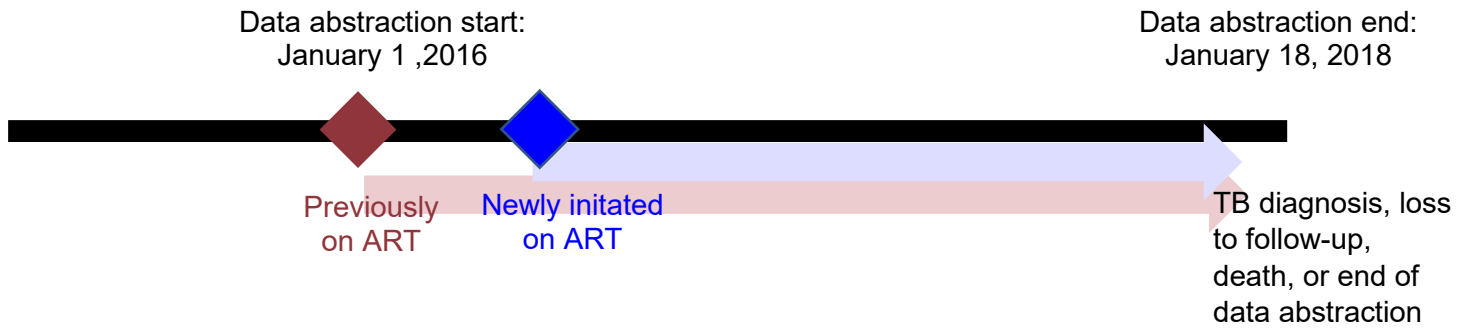 Data abstraction start:
January 1 ,2016
Data abstraction end:
January 18, 2018
Previously
on ART
Newly initated
on ART
TB diagnosis, loss
to follow-up,
death, or end of
data abstraction